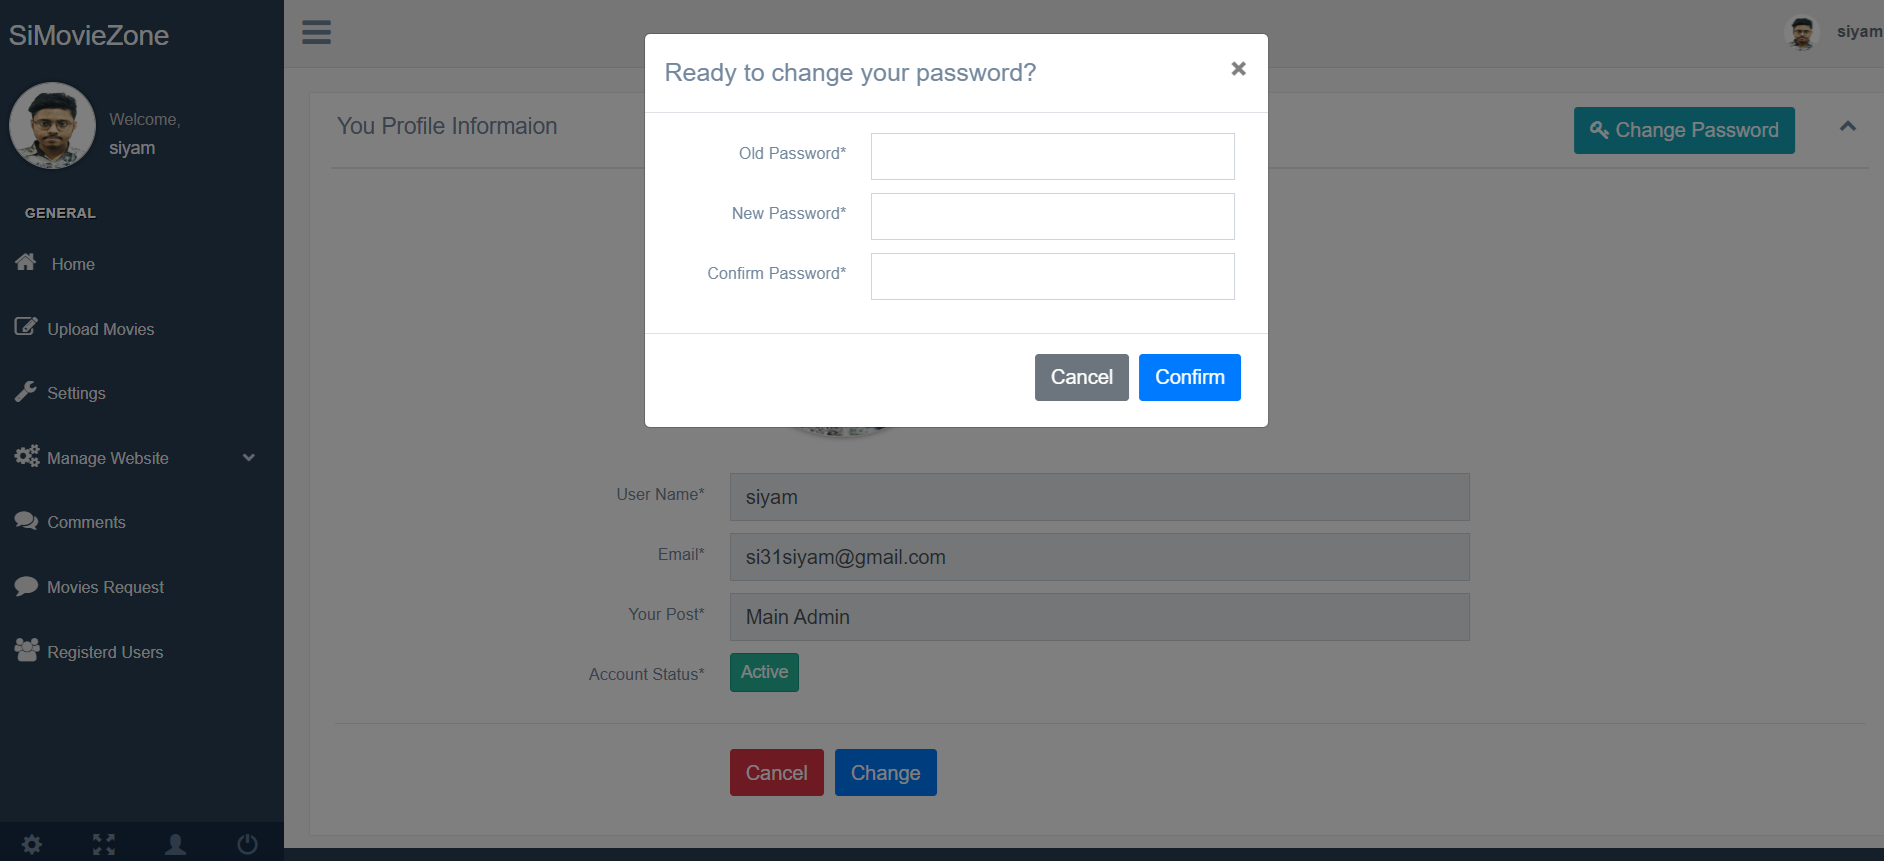 SiMovieZone
Welcome,
siyam
GENERAL
Home
Upload Movies
Settings
Manage Website
Comments
Movies Request
Registerd Users
siyam
You Profile Informaion
Change Password
Ready to change your password?
×
Old Password*
New Password*
Confirm Password*
Cancel Confirm
User Name* siyam
Email* si31siyam@gmail.com
Your Post* Main Admin
Account Status* Active
Cancel Change